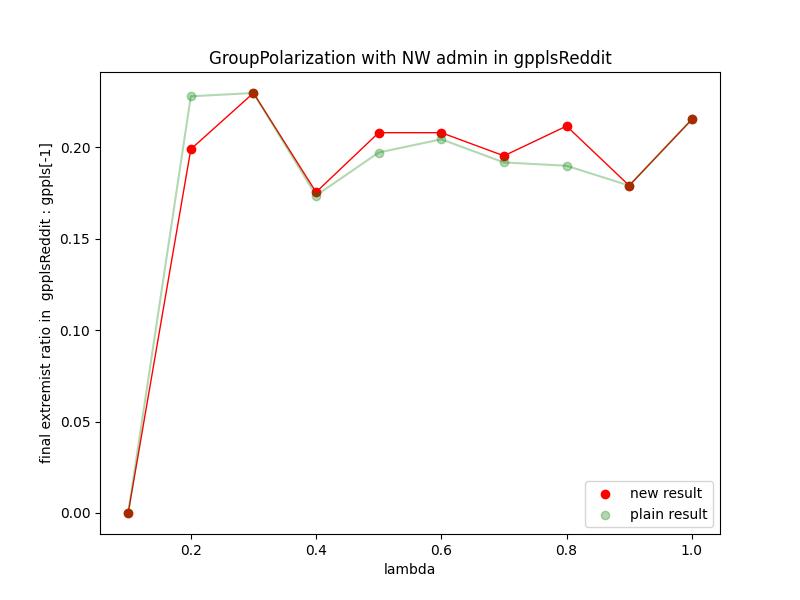 GroupPolarization with NW admin in gpplsReddit
final extremist ratio in  gpplsReddit : gppls[-1]
0.20
0.15
0.10
0.05
0.00
new result
plain result
0.2 0.4 0.6 0.8 1.0
lambda